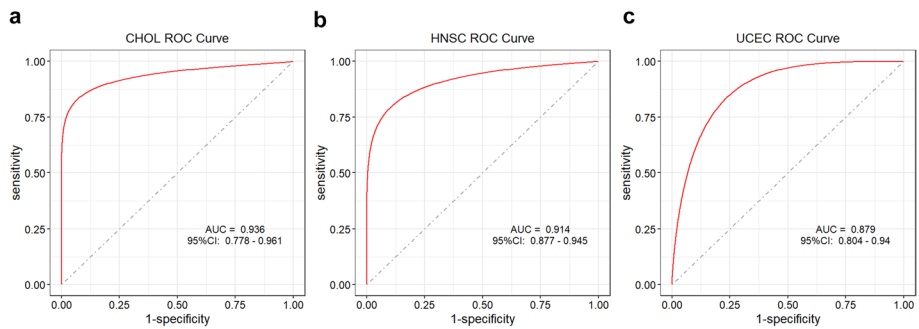 a
CHOL ROC Curve
1.00
0.75
0.50
0.25
0.00
sensitivity
AUC = 0.936
95%CI: 0.778 - 0.961
0.00 0.25 0.50 0.75 1.00
1-specificity
b
HNSC ROC Curve
1.00
0.75
0.50
0.25
0.00
sensitivity
AUC = 0.914
95%CI: 0.877 - 0.945
0.00 0.25 0.50 0.75 1.00
1-specificity
c
UCEC ROC Curve
1.00
0.75
0.50
0.25
0.00
sensitivity
AUC = 0.879
95%CI: 0.804 - 0.94
0.00 0.25 0.50 0.75 1.00
1-specificity